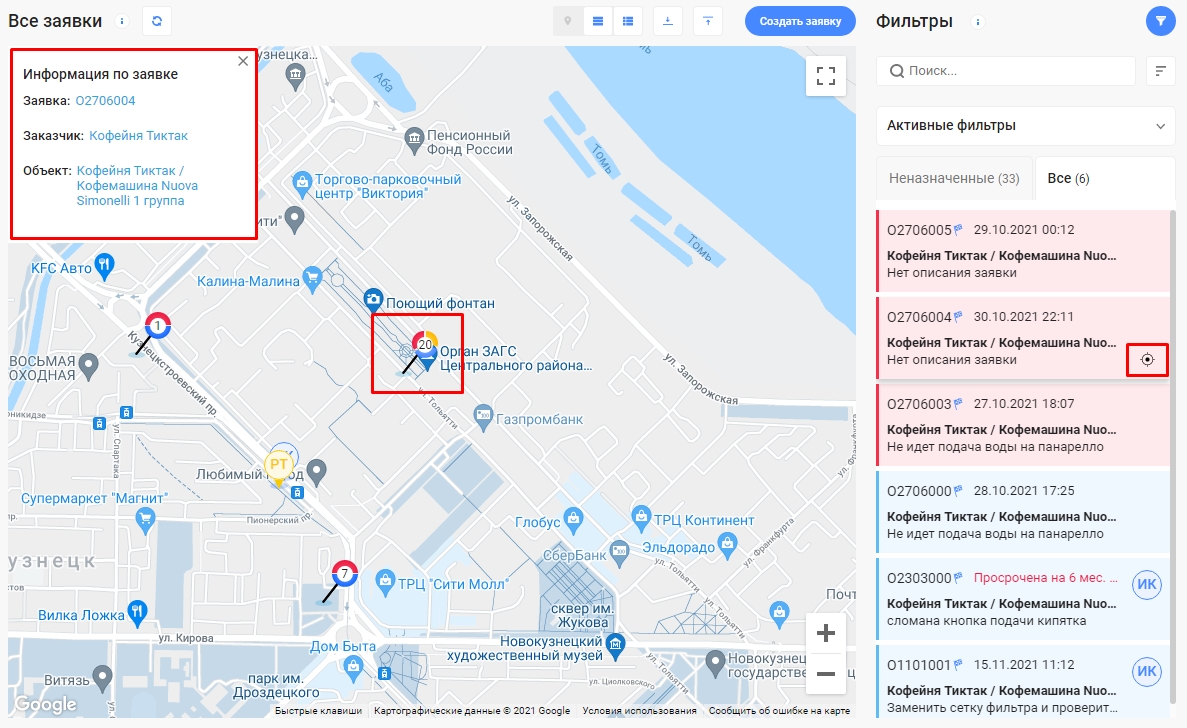 Все заявки
Создать заявку
Фильтры
Информация по заявке
Заявка: O2706004
Заказчик: Кофейня Тиктак
Объект: Кофейня Тиктак /
Кофемашина Nuova
Simonelli 1 группа
Поиск...
Активные фильтры
Неназначенные (33)
Все (6)
O2706005 29.10.2021 00:12
Кофейня Тиктак / Кофемашина Nuo...
Нет описания заявки
O2706004 30.10.2021 22:11
Кофейня Тиктак / Кофемашина Nuo...
Нет описания заявки
O2706003 27.10.2021 18:07
Кофейня Тиктак / Кофемашина Nuo...
Не идет подача воды на панарелло
O2706000 28.10.2021 17:25
Кофейня Тиктак / Кофемашина Nuo...
Не идет подача воды на панарелло
O2303000 Просрочена на 6 мес. ...
ИК
Кофейня Тиктак / Кофемашина Nuo...
сломана кнопка подачи кипятка
O1101001 15.11.2021 11:12
ИК
Кофейня Тиктак / Кофемашина Nuo...
Заменить сетку фильтра и проверит...
Аба
Пенсионный
Фонд России
Томь
Торгово-парковочный
центр "Виктория"
ул. Запорожская
Томь
KFC Авто
Калина-Малина
Поющий фонтан
1
20
Орган ЗАГС
Центрального района...
Кузнецкстроевский пр.
ВОСЬМАЯ
ОХОДНАЯ
ул. Запорожская
ул. Тольятти
Газпромбанк
ул. Спартака
РТ
Любимый
Супермаркет "Магнит"
Пионерский пр.
Глобус
ТРЦ Континент
Эльдорадо
СберБанк
ул. Франкфурта
узнецк
7
ТРЦ "Сити Молл"
ул. Тольятти
сквер им.
Жукова
Вилка Ложка
ул. Кирова
Дом Быта
Новокузнецкий
художественный музей
Витязь
парк им.
Дроздецкого
ул. Циолковского
Новокузне
государстве
Google
Быстрые клавиши
Картографические данные © 2021 Google
Условия использования
Сообщить об ошибке на карте